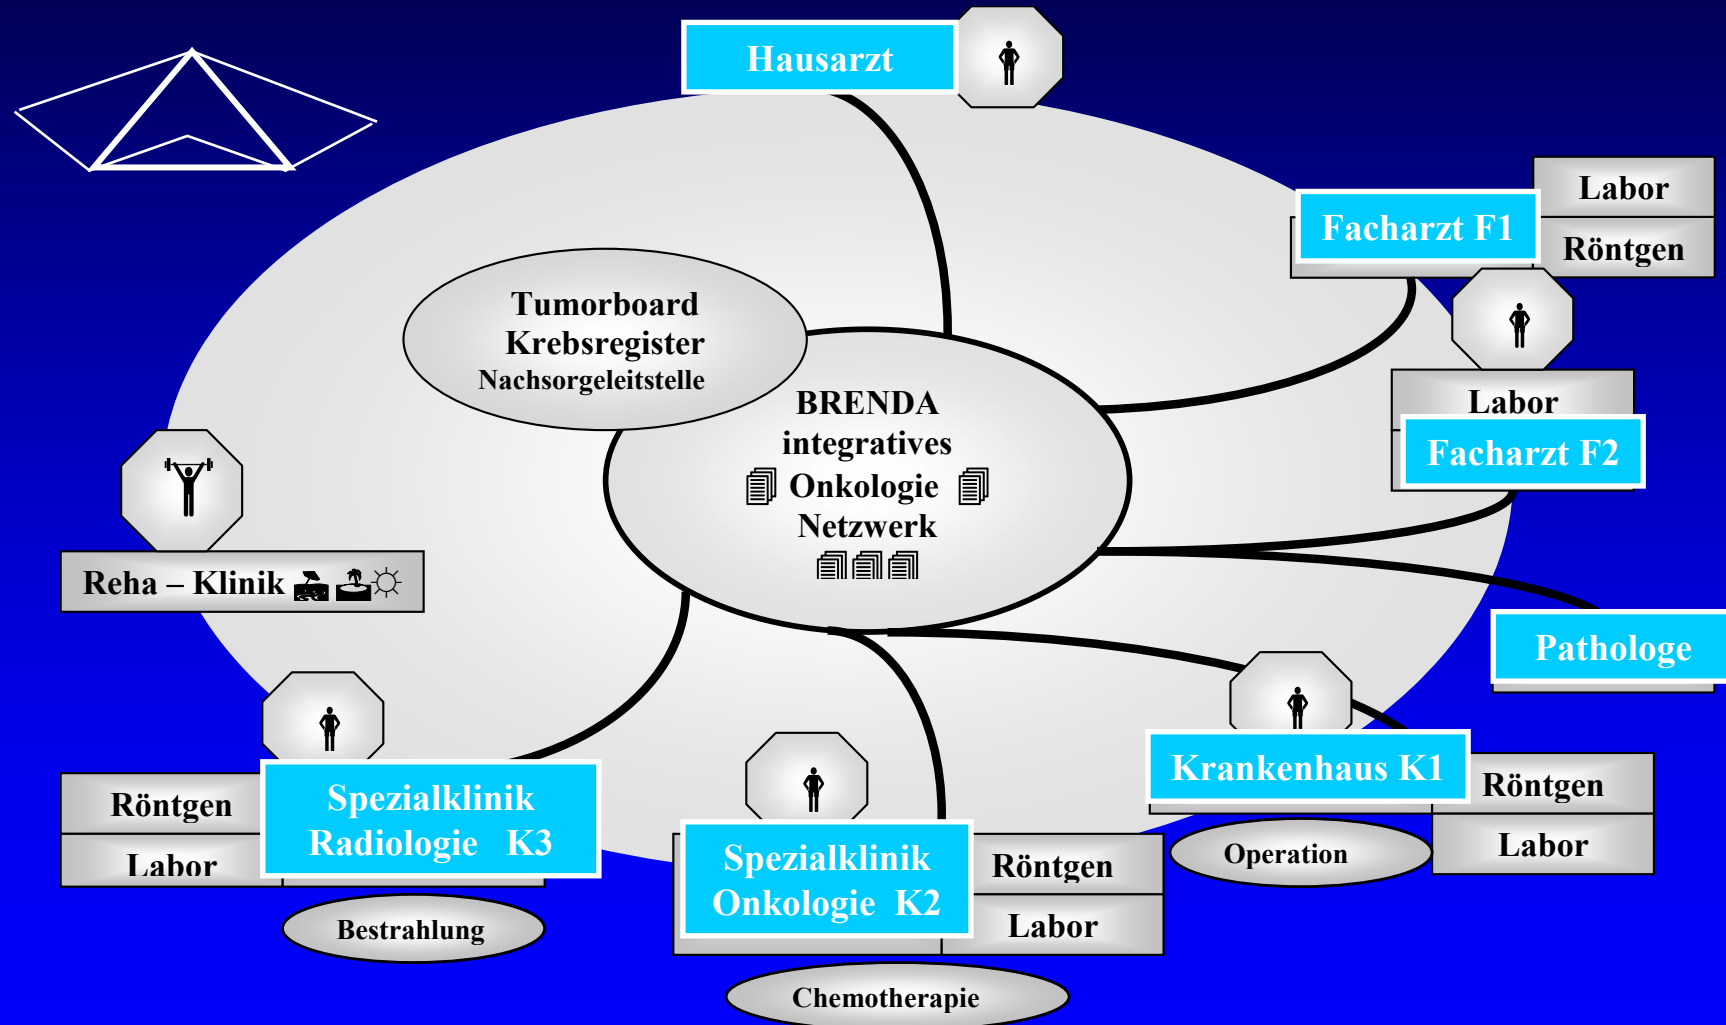 Hausarzt
Labor
Facharzt F1
Röntgen
Tumorboard
Krebsregister
Nachsorgeleitstelle
BRENDA
integratives
Onkologie
Netzwerk
Labor
Facharzt F2
Reha – Klinik
Pathologe
Krankenhaus K1
Röntgen
Labor
Operation
Röntgen
Labor
Spezialklinik
Radiologie K3
Bestrahlung
Spezialklinik
Onkologie K2
Röntgen
Labor
Chemotherapie